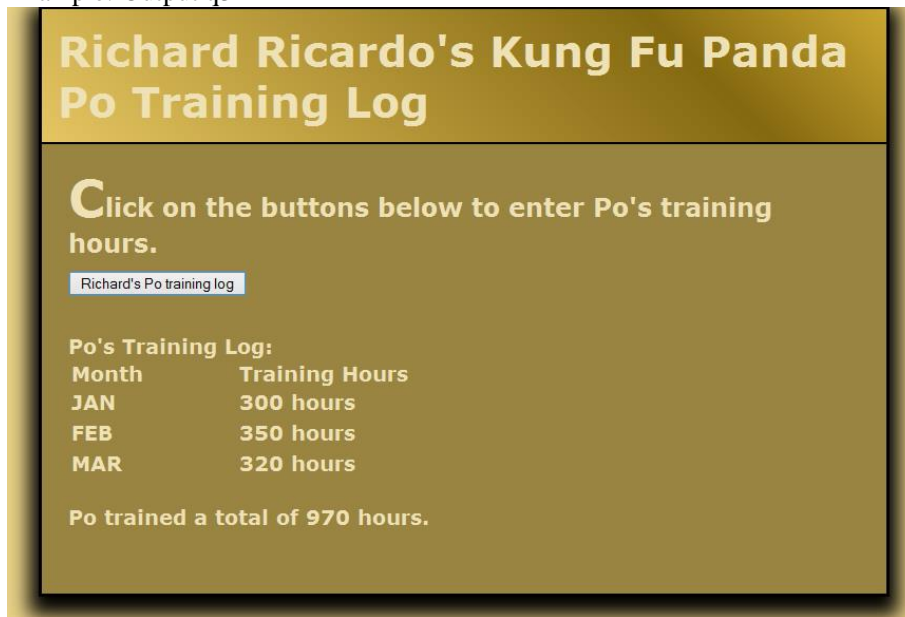 Richard Ricardo's Kung Fu Panda
Po Training Log
Click on the buttons below to enter Po's training
hours.
Richard's Po training log
Po's Training Log:
Month Training Hours
JAN 300 hours
FEB 350 hours
MAR 320 hours
Po trained a total of 970 hours.